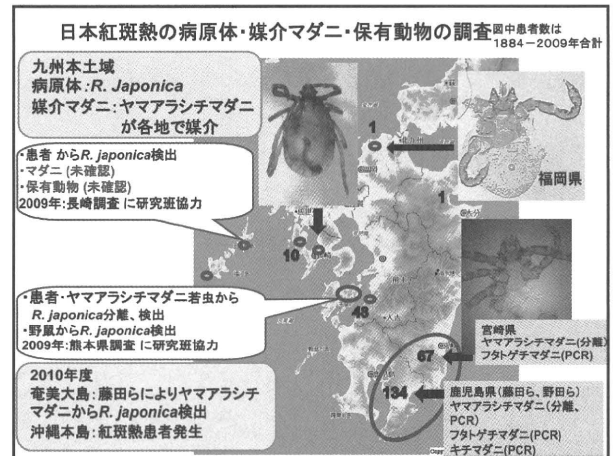 日本紅斑熱の病原体・媒介マダニ・保有動物の調査
図中患者数は
1884－2009年合計
九州本土域
病原体:R. Japonica
媒介マダニ:ヤマアラシチマダニ
が各地で媒介
・患者 からR. japonica検出
・マダニ (未確認)
・保有動物 (未確認)
2009年:長崎調査 に研究班協力
1
福岡県
1
10
・患者・ヤマアラシチマダニ若虫から
R. japonica分離、検出
・野鼠からR. japonica検出
2009年:熊本県調査 に研究班協力
48
宮崎県
ヤマアラシチマダニ(分離)
フタトゲチマダニ(PCR)
67
2010年度
奄美大島:藤田らによりヤマアラシチ
マダニからR. japonica検出
沖縄本島:紅斑熱患者発生
134
鹿児島県(藤田ら、野田ら)
ヤマアラシチマダニ(分離、
PCR)
フタトゲチマダニ(PCR)
キチマダニ(PCR)